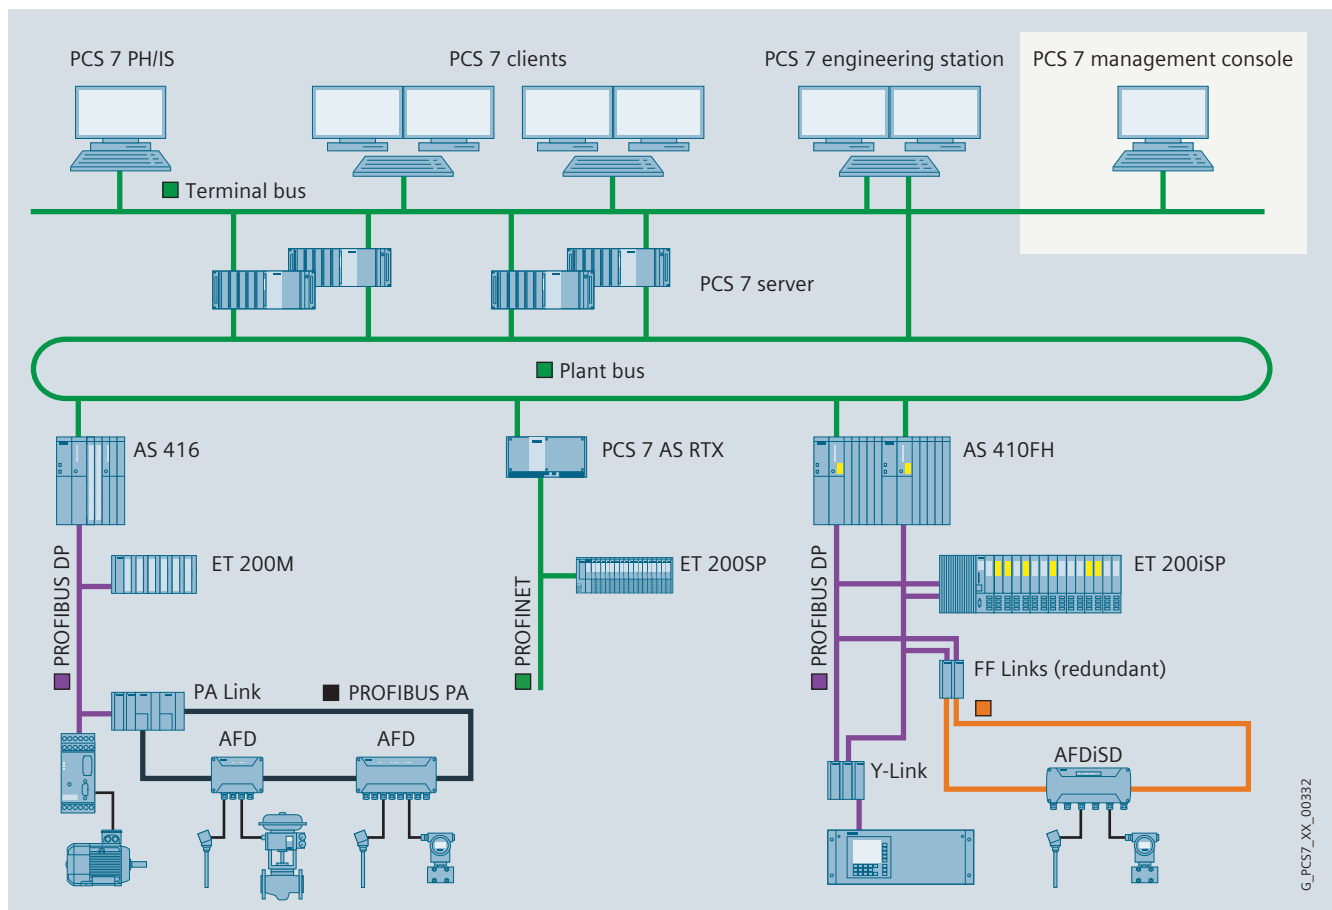 PCS 7 PH/IS
PCS 7 clients
PCS 7 engineering station
PCS 7 management console
Terminal bus
PCS 7 server
Plant bus
AS 416
PCS 7 AS RTX
AS 410FH
PROFIBUS DP
ET 200M
PROFINET
ET 200SP
PROFIBUS DP
ET 200iSP
FF Links (redundant)
PA Link
PROFIBUS PA
AFD
AFD
Y-Link
AFDiSD
G_PCS7_XX_00332